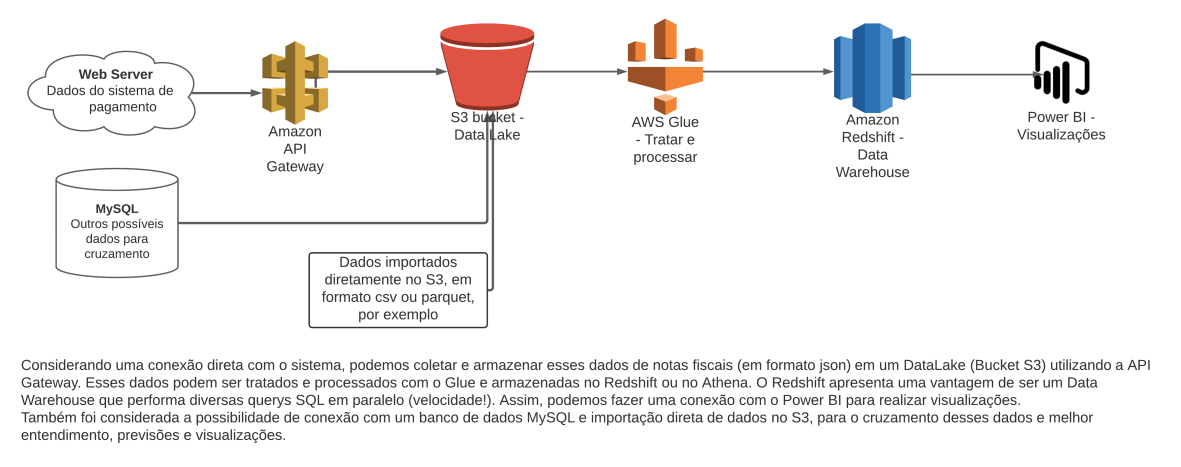 Web Server
Dados do sistema de
pagamento
Amazon
API
Gateway
S3 bucket -
Data Lake
AWS Glue
- Tratar e
processar
Amazon
Redshift -
Data
Warehouse
Power BI -
Visualizações
MySQL
Outros possíveis
dados para
cruzamento
Dados importados
diretamente no S3, em
formato csv ou parquet,
por exemplo
Considerando uma conexão direta com o sistema, podemos coletar e armazenar esses dados de notas fiscais (em formato json) em um DataLake (Bucket S3) utilizando a API
Gateway. Esses dados podem ser tratados e processados com o Glue e armazenadas no Redshift ou no Athena. O Redshift apresenta uma vantagem de ser um Data
Warehouse que performa diversas querys SQL em paralelo (velocidade!). Assim, podemos fazer uma conexão com o Power BI para realizar visualizações.
Também foi considerada a possibilidade de conexão com um banco de dados MySQL e importação direta de dados no S3, para o cruzamento desses dados e melhor
entendimento, previsões e visualizações.